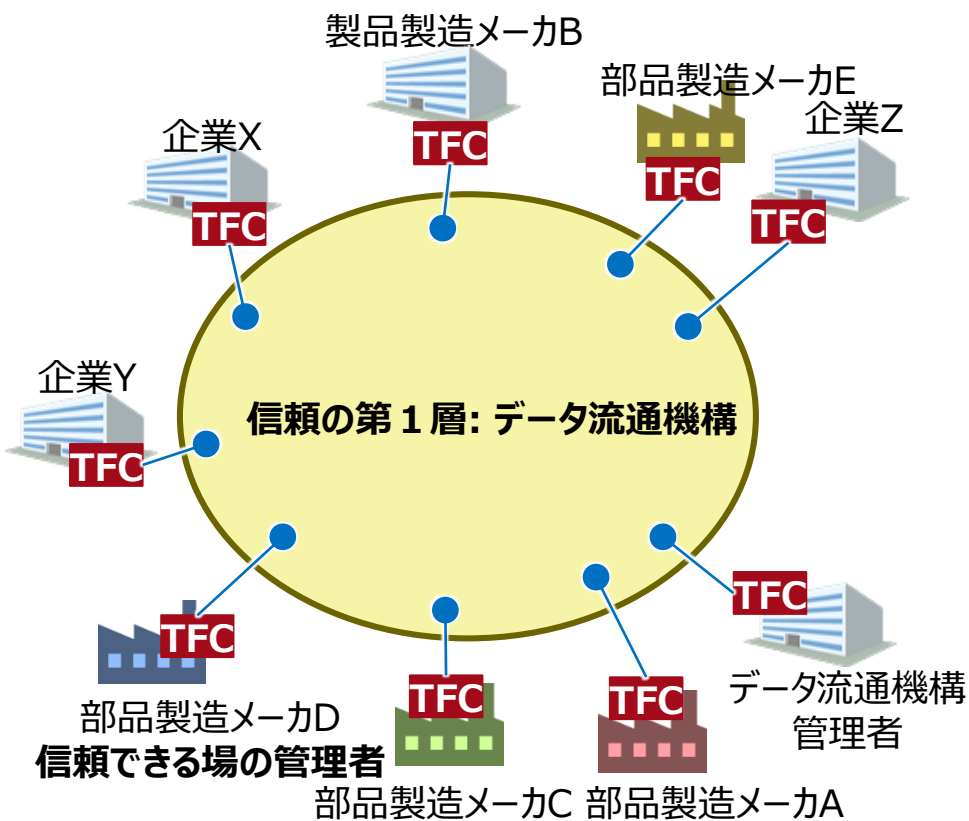 製品製造メーカB
TFC
部品製造メーカE
TFC
企業Z
TFC
企業X
TFC
企業Y
TFC
信頼の第１層: データ流通機構
TFC
部品製造メーカD
信頼できる場の管理者
TFC
部品製造メーカC
TFC
部品製造メーカA
TFC
データ流通機構
管理者